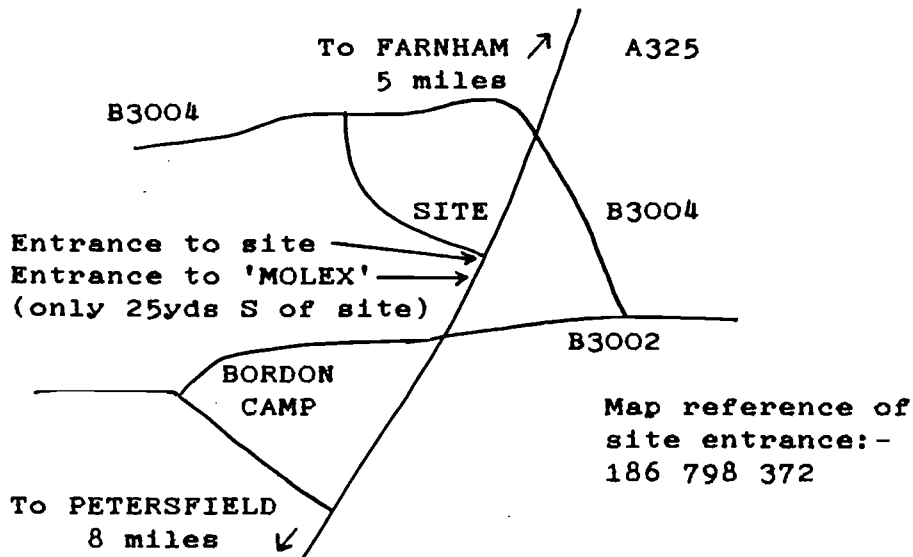 To FARNHAM
5 miles
A325
B3004
SITE
B3004
Entrance to site
Entrance to 'MOLEX'
(only 25yds S of site)
B3002
BORDON
CAMP
Map reference of
site entrance:-
186 798 372
To PETERSFIELD
8 miles